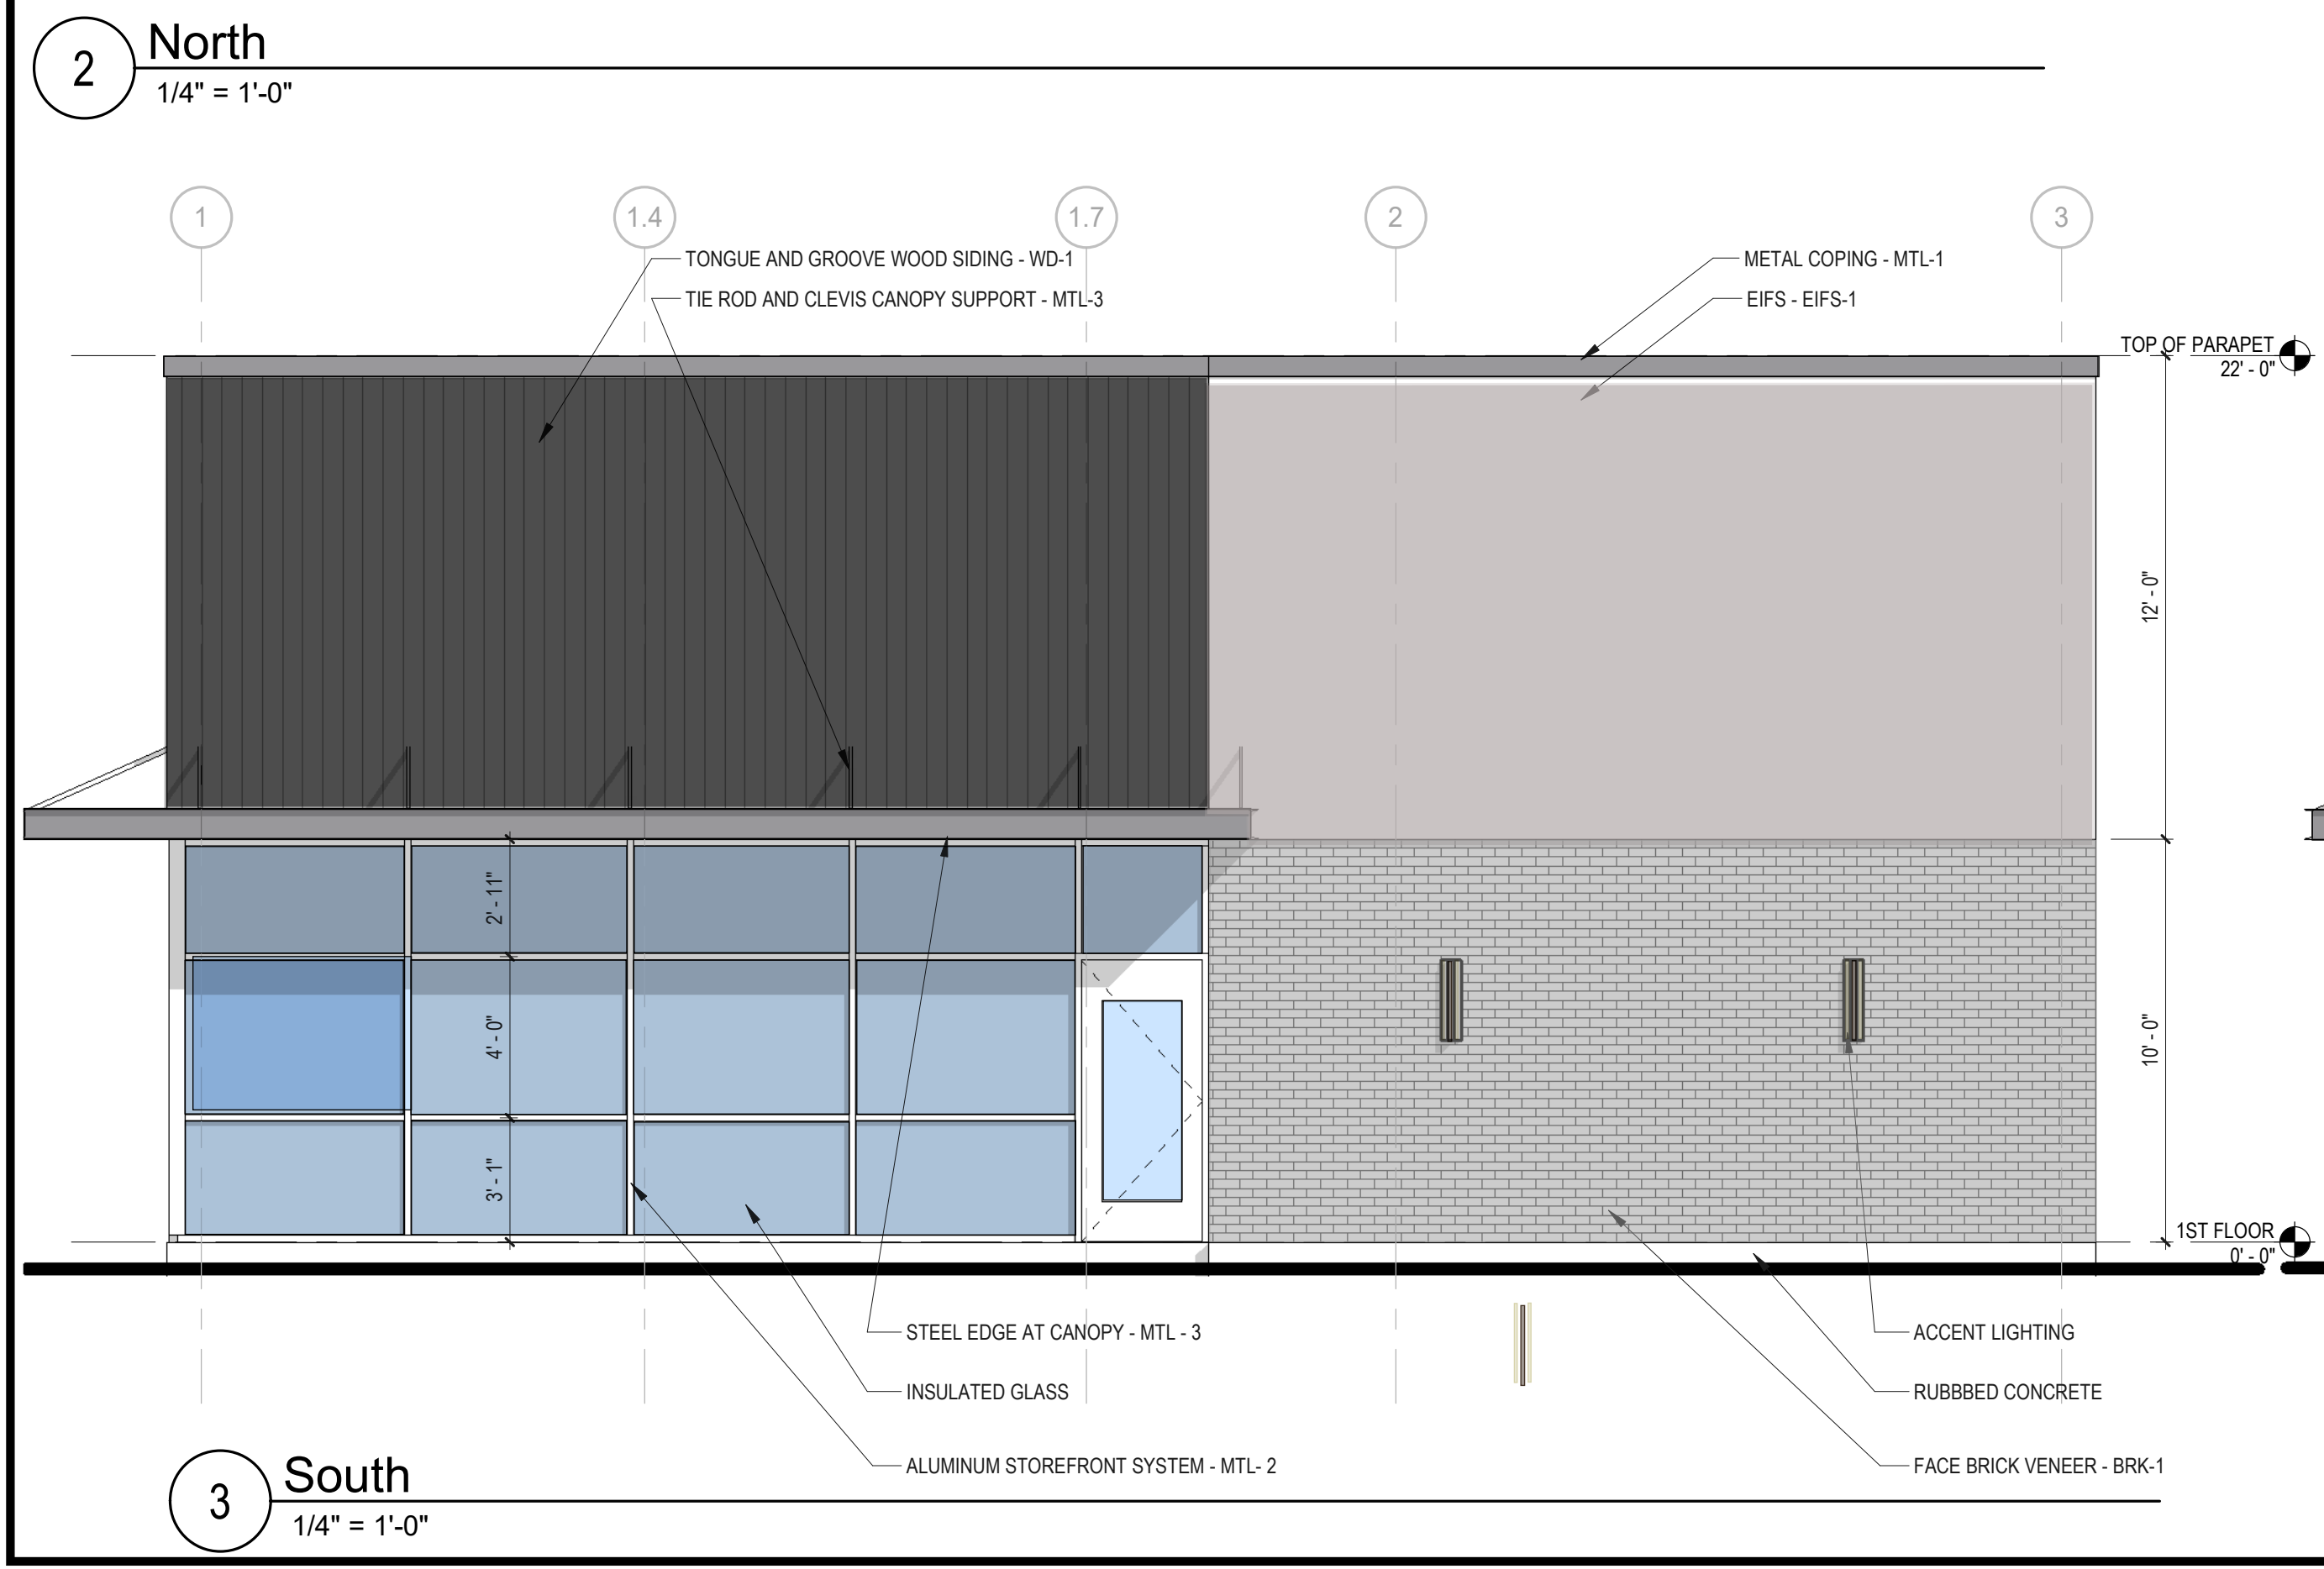 2
North
1/4" = 1'-0"
1
1.4
1.7
2
3
TONGUE AND GROOVE WOOD SIDING - WD-1
TIE ROD AND CLEVIS CANOPY SUPPORT - MTL-3
METAL COPING - MTL-1
EIFS - EIFS-1
TOP OF PARAPET
22' - 0"
12' - 0"
2' - 11"
4' - 0"
3' - 1"
10' - 0"
1ST FLOOR
0' - 0"
STEEL EDGE AT CANOPY - MTL - 3
INSULATED GLASS
ALUMINUM STOREFRONT SYSTEM - MTL- 2
ACCENT LIGHTING
RUBBBED CONCRETE
FACE BRICK VENEER - BRK-1
3
South
1/4" = 1'-0"